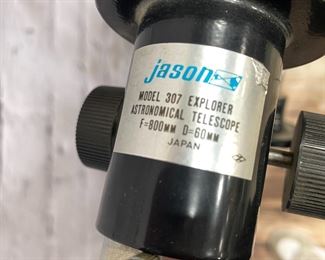 jason
MODEL 307 EXPLORER
ASTRONOMICAL TELESCOPE
F=800MM D=60MM
JAPAN